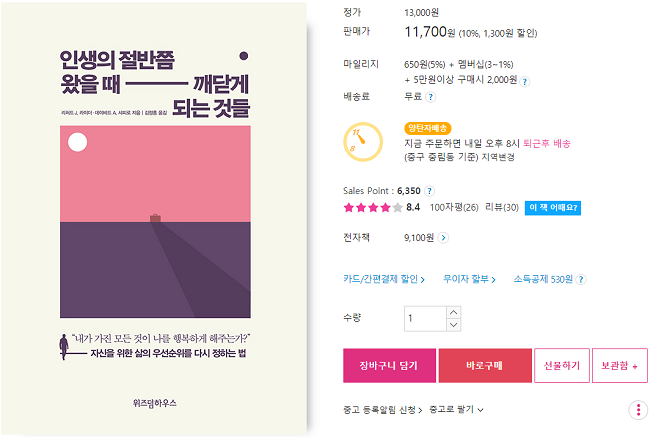 인생의 절반쯤
왔을 때 깨닫게
되는 것들
리처드 J. 라이더·데이비드 A. 샤피로 지음 | 김정홍 옮김
"내가 가진 모든 것이 나를 행복하게 해주는가?"
자신을 위한 삶의 우선순위를 다시 정하는 법
위즈덤하우스
정가 13,000원
판매가 11,700원 (10%, 1,300원 할인)
마일리지 650원(5%) + 멤버십(3~1%)
+ 5만원이상 구매시 2,000원 ?
배송료 무료 ?
11
8
양탄자배송
지금 주문하면 내일 오후 8시 퇴근후 배송
(중구 중림동 기준) 지역변경
Sales Point : 6,350 ?
8.4 100자평(26) 리뷰(30) 이 책 어때요?
전자책 9,100원
카드/간편결제 할인 무이자 할부 소득공제 530원 ?
수량 1
장바구니 담기 바로구매 선물하기 보관함 +
중고 등록알림 신청 중고로 팔기